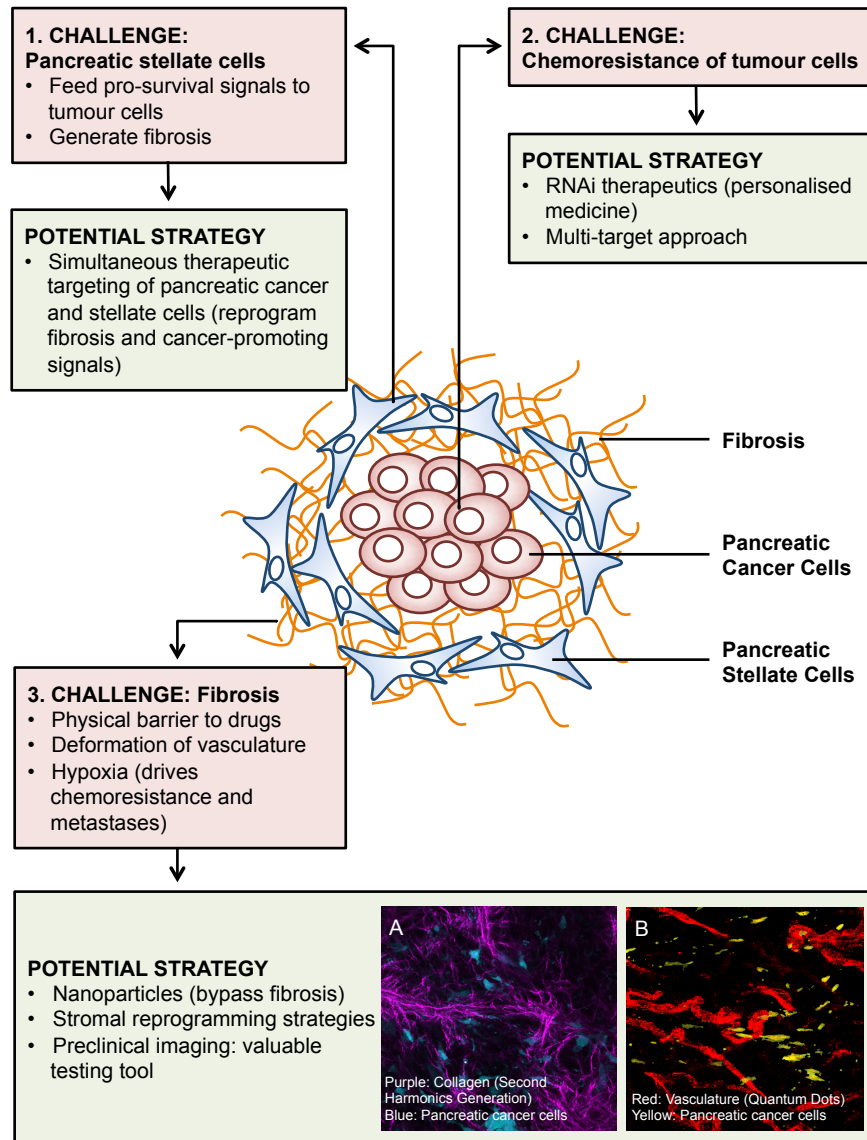 1. CHALLENGE:
Pancreatic stellate cells
• Feed pro-survival signals to
tumour cells
• Generate fibrosis
2. CHALLENGE:
Chemoresistance of tumour cells
POTENTIAL STRATEGY
• RNAi therapeutics (personalised
medicine)
• Multi-target approach
POTENTIAL STRATEGY
• Simultaneous therapeutic
targeting of pancreatic cancer
and stellate cells (reprogram
fibrosis and cancer-promoting
signals)
Fibrosis
Pancreatic
Cancer Cells
Pancreatic
Stellate Cells
3. CHALLENGE: Fibrosis
• Physical barrier to drugs
• Deformation of vasculature
• Hypoxia (drives
chemoresistance and
metastases)
POTENTIAL STRATEGY
• Nanoparticles (bypass fibrosis)
• Stromal reprogramming strategies
• Preclinical imaging: valuable
testing tool
A
Purple: Collagen (Second
Harmonics Generation)
Blue: Pancreatic cancer cells
B
Red: Vasculature (Quantum Dots)
Yellow: Pancreatic cancer cells